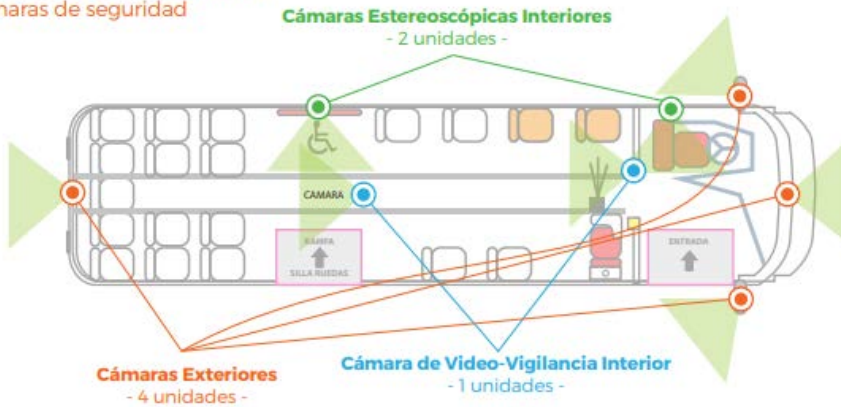 maras de seguridad
Cámaras Estereoscópicas Interiores
- 2 unidades -
CAMARA
RAMPA
SILLA RUEDAS
ENTRADA
Cámaras Exteriores
- 4 unidades -
Cámara de Video-Vigilancia Interior
- 1 unidades -